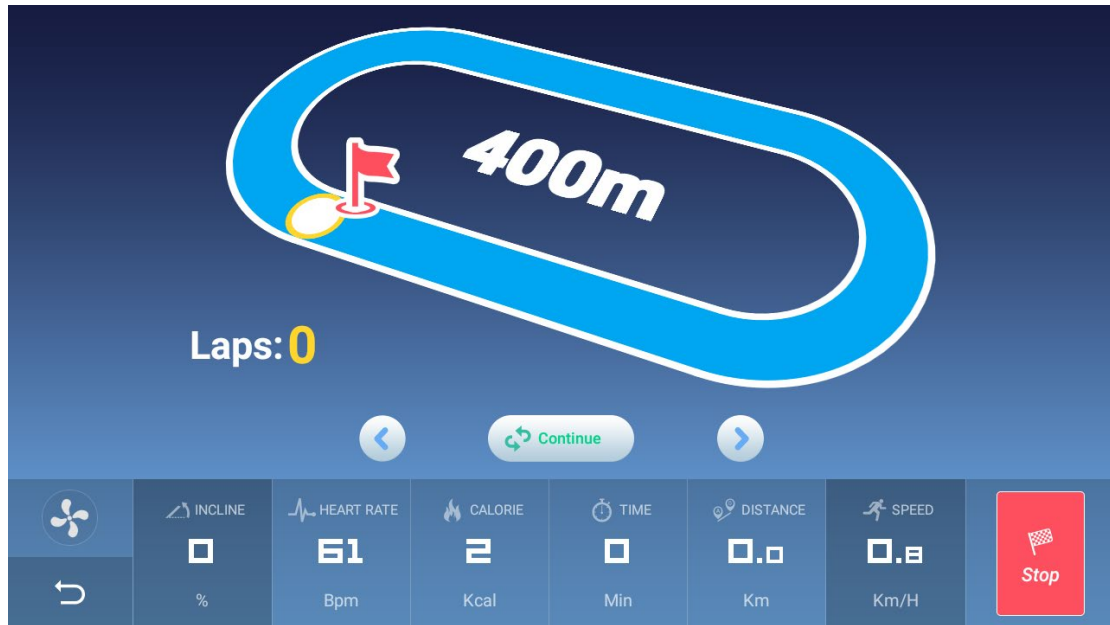 400m
Laps: 0
Continue
INCLINE
0
%
HEART RATE
61
Bpm
CALORIE
2
Kcal
TIME
0
Min
DISTANCE
0.0
Km
SPEED
0.8
Km/H
Stop